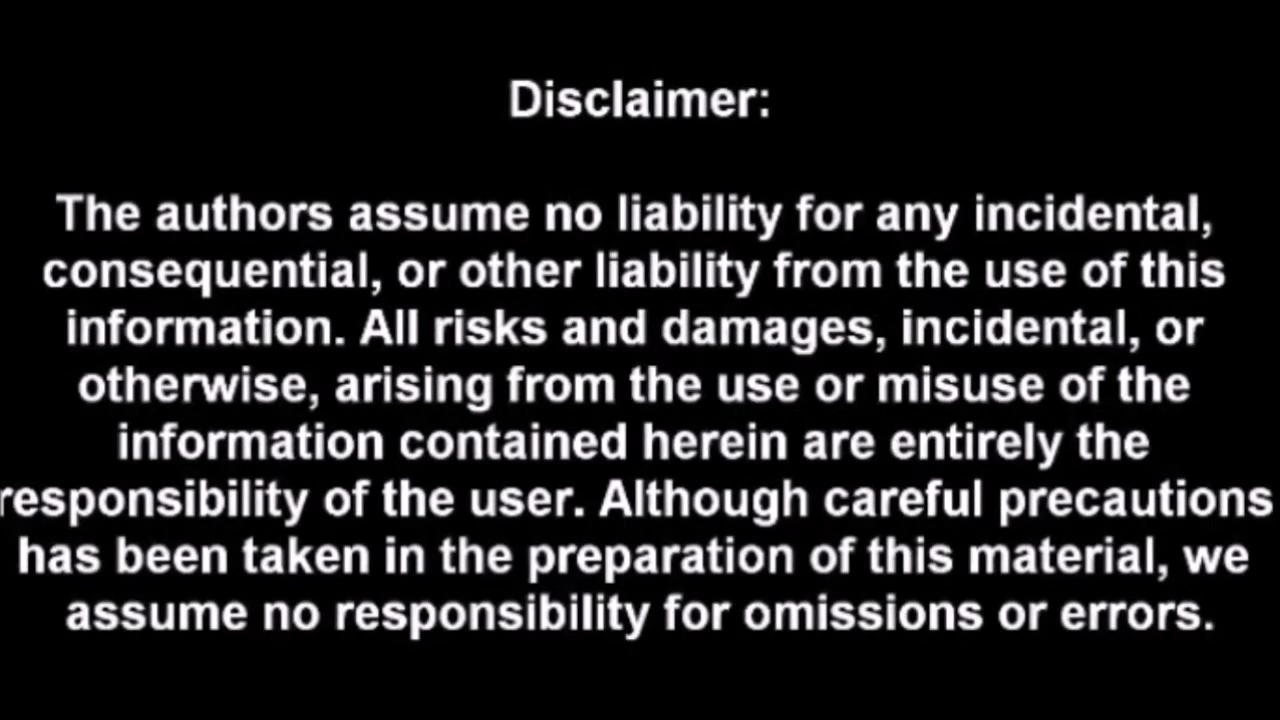 Disclaimer:
The authors assume no liability for any incidental,
consequential, or other liability from the use of this
information. All risks and damages, incidental, or
otherwise, arising from the use or misuse of the
information contained herein are entirely the
responsibility of the user. Although careful precautions
has been taken in the preparation of this material, we
assume no responsibility for omissions or errors.